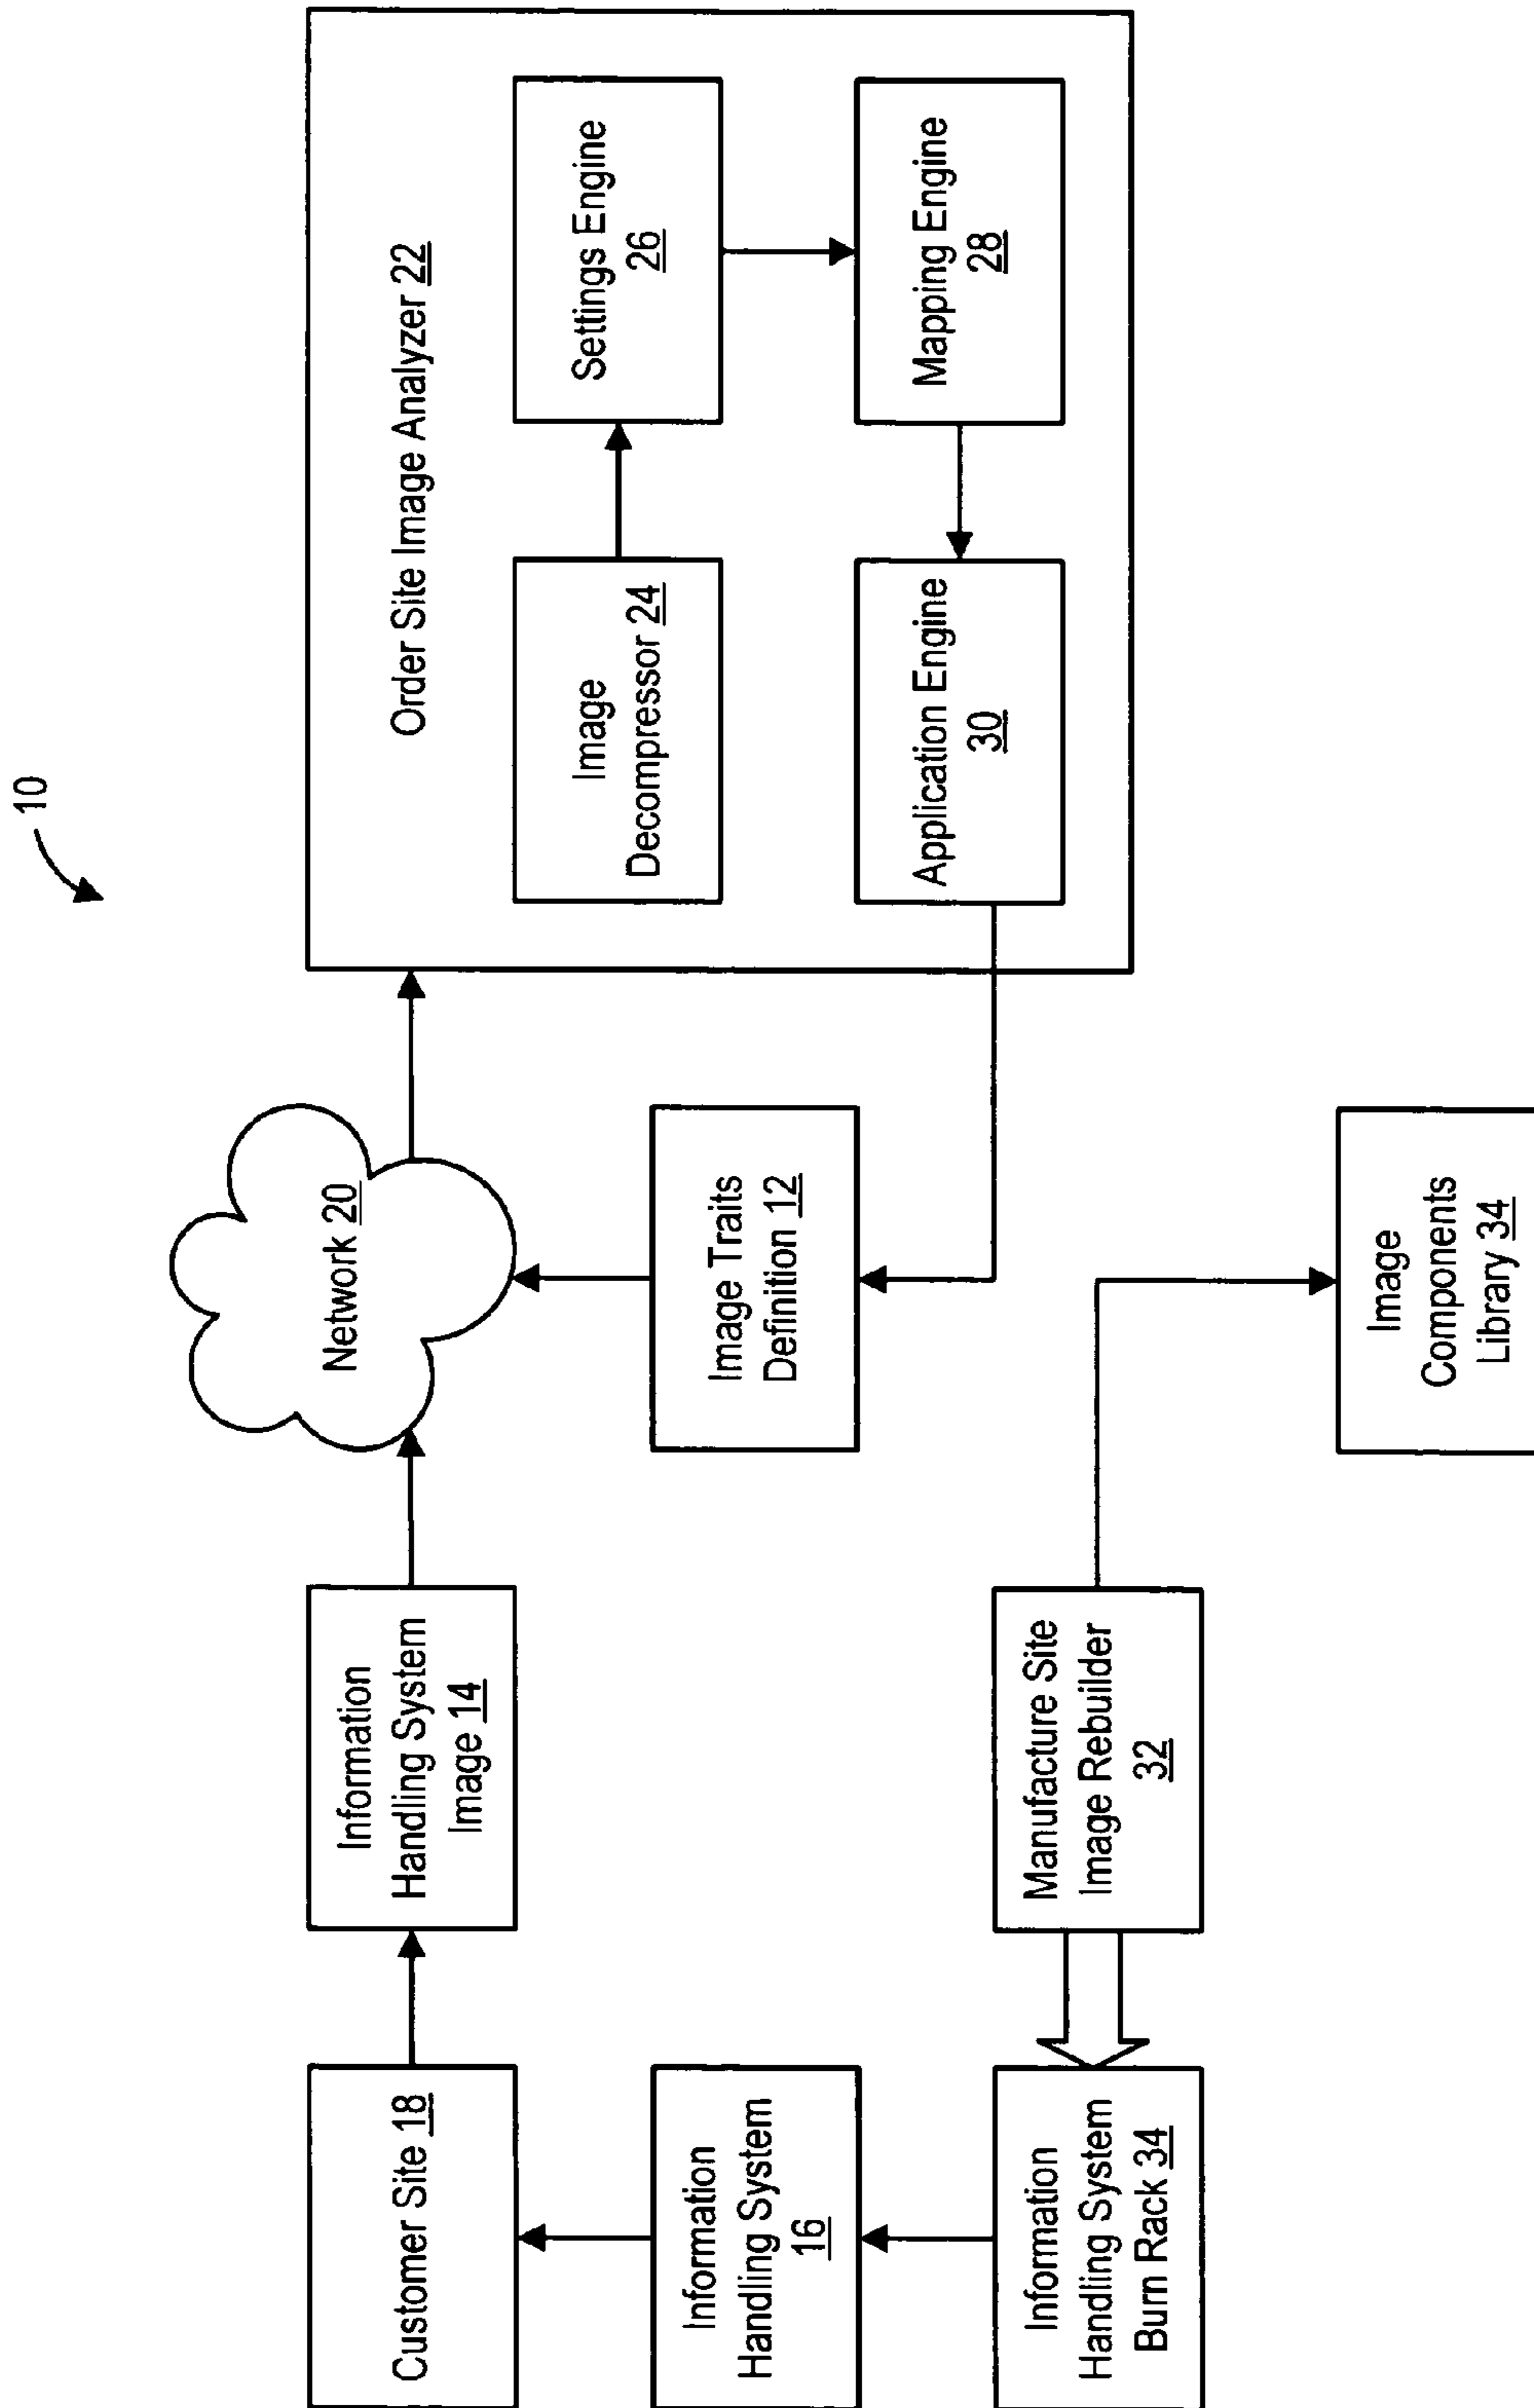 10
Customer Site 18
Information
Handling System
Image 14
Network 20
Order Site Image Analyzer 22
Image
Decompressor 24
Settings Engine
26
Application Engine
30
Mapping Engine
28
Information
Handling System
16
Image Traits
Definition 12
Information
Handling System
Burn Rack 34
Manufacture Site
Image Rebuilder
32
Image
Components
Library 34